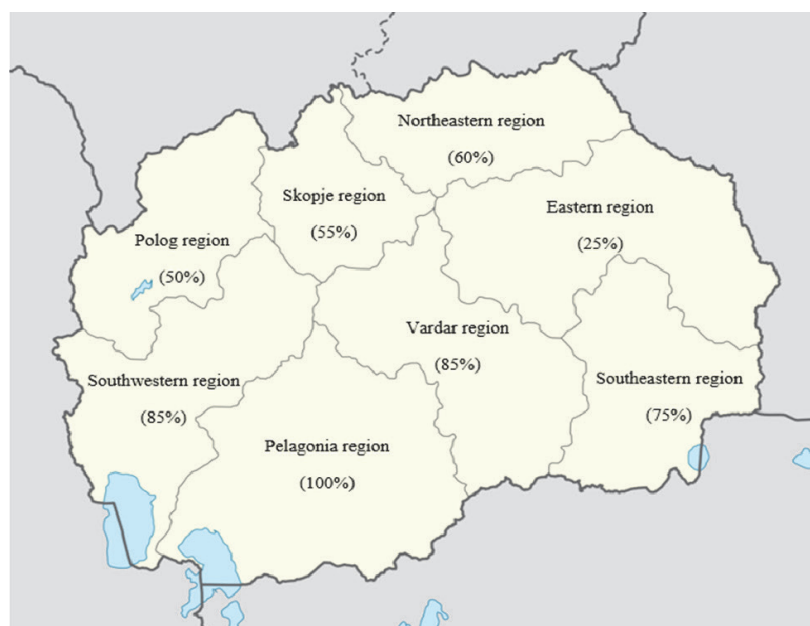 Northeastern region
(60%)
Skopje region
(55%)
Eastern region
(25%)
Polog region
(50%)
Vardar region
(85%)
Southwestern region
(85%)
Southeastern region
(75%)
Pelagonia region
(100%)